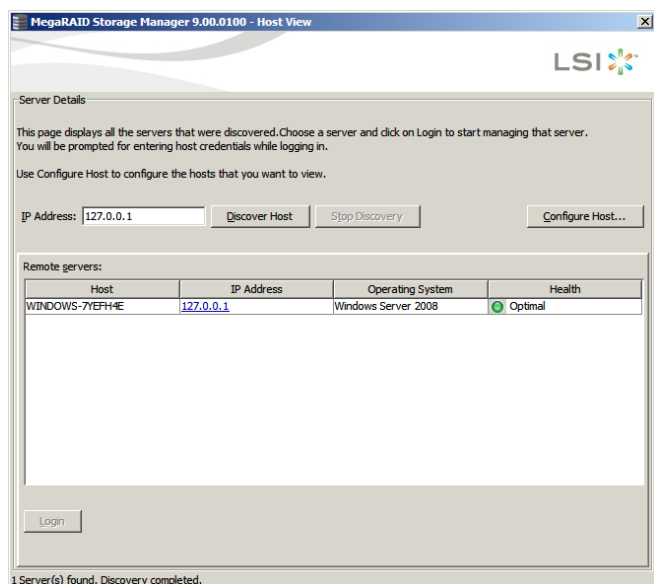 MegaRAID Storage Manager 9.00.0100 - Host View
LSI
Server Details
This page displays all the servers that were discovered.Choose a server and click on Login to start managing that server.
You will be prompted for entering host credentials while logging in.
Use Configure Host to configure the hosts that you want to view.
IP Address: 127.0.0.1 Discover Host Stop Discovery Configure Host...
Remote servers:
Host IP Address Operating System Health
WINDOWS-7YEFH4E 127.0.0.1 Windows Server 2008 Optimal
Login
1 Server(s) found. Discovery completed.